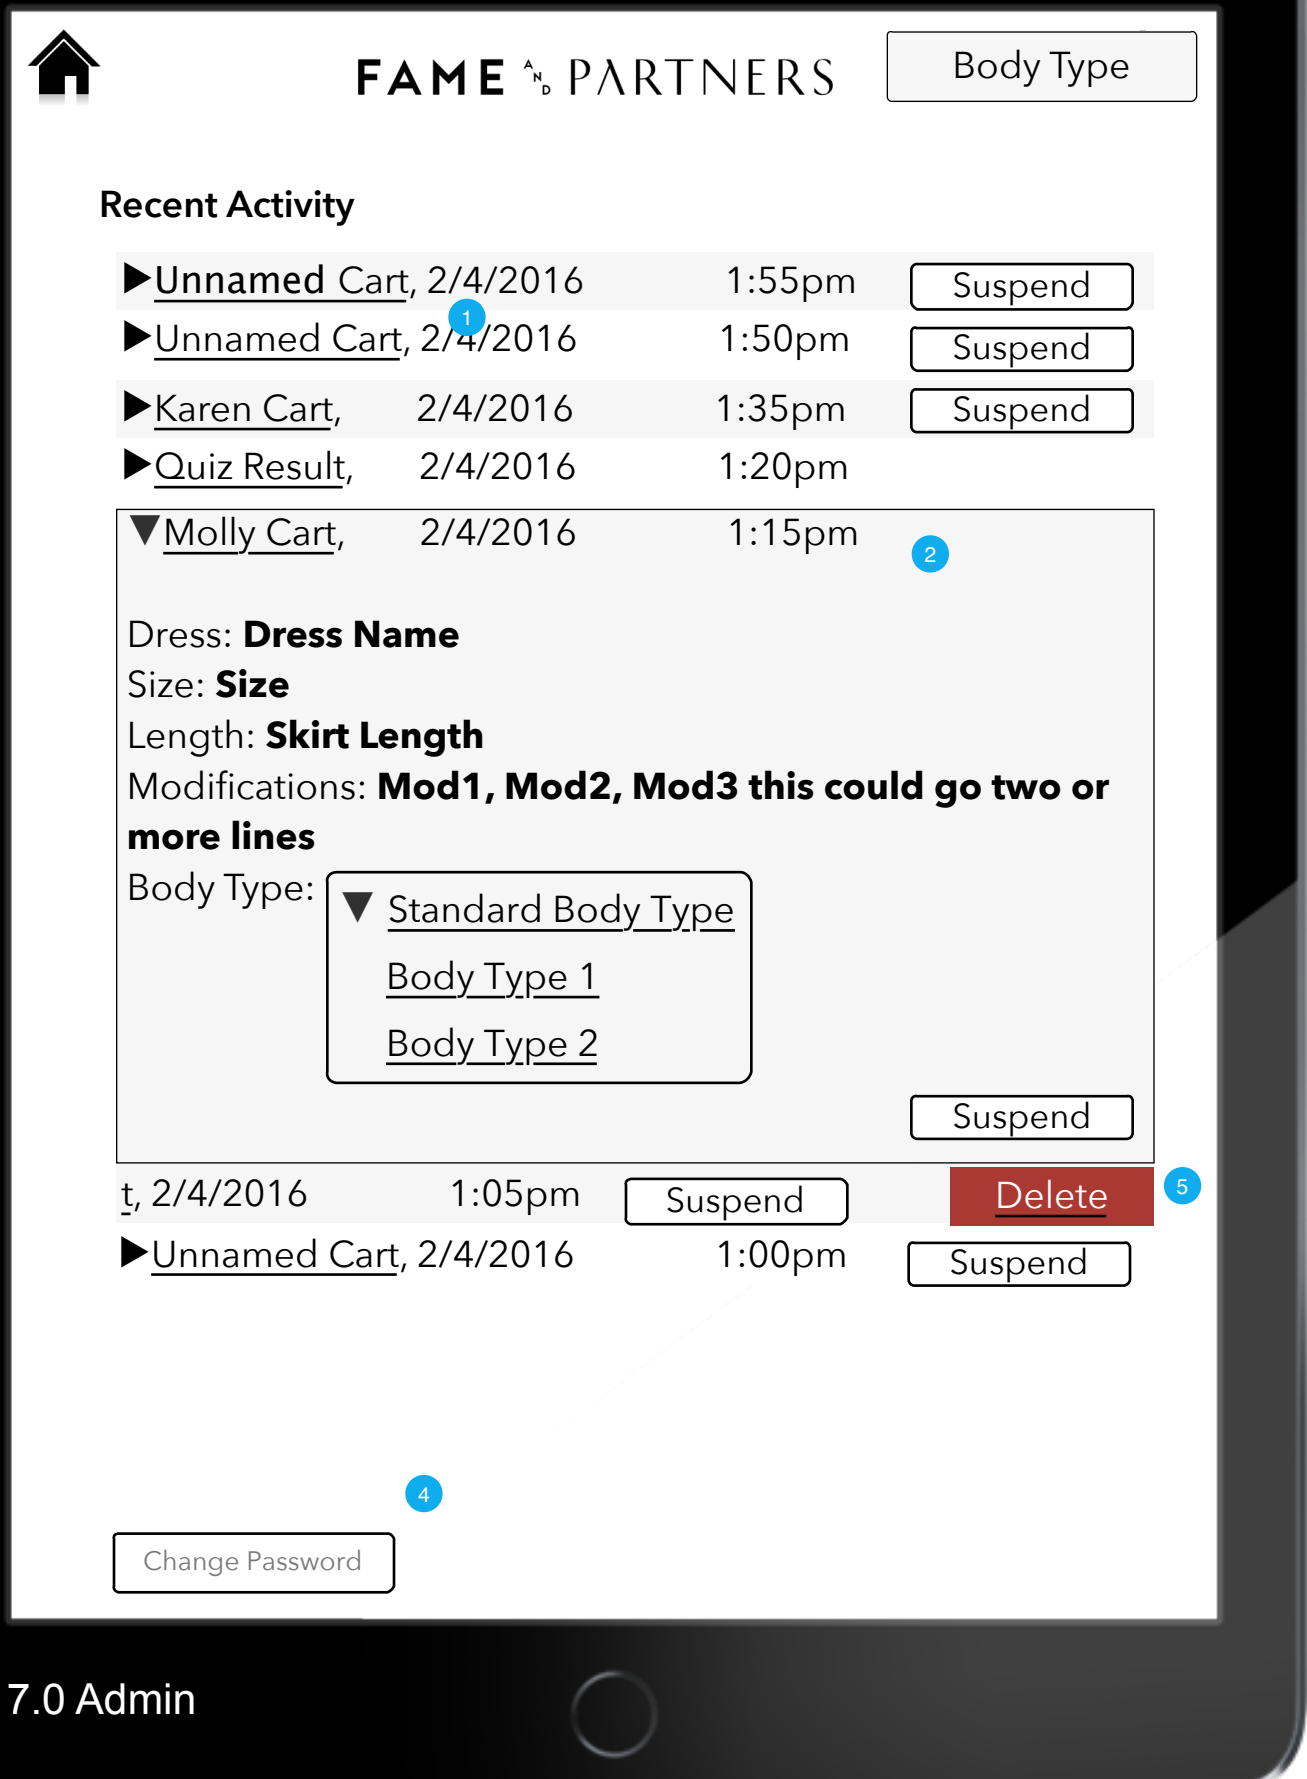 FAME AND PARTNERS
Body Type
Recent Activity
Unnamed Cart, 2/4/2016 1:55pm Suspend
1
Unnamed Cart, 2/4/2016 1:50pm Suspend
Karen Cart, 2/4/2016 1:35pm Suspend
Quiz Result, 2/4/2016 1:20pm
Molly Cart, 2/4/2016 1:15pm
2
Dress: Dress Name
Size: Size
Length: Skirt Length
Modifications: Mod1, Mod2, Mod3 this could go two or
more lines
Body Type: Standard Body Type
Body Type 1
Body Type 2
Suspend
t, 2/4/2016 1:05pm Suspend Delete
5
Unnamed Cart, 2/4/2016 1:00pm Suspend
4
Change Password
7.0 Admin